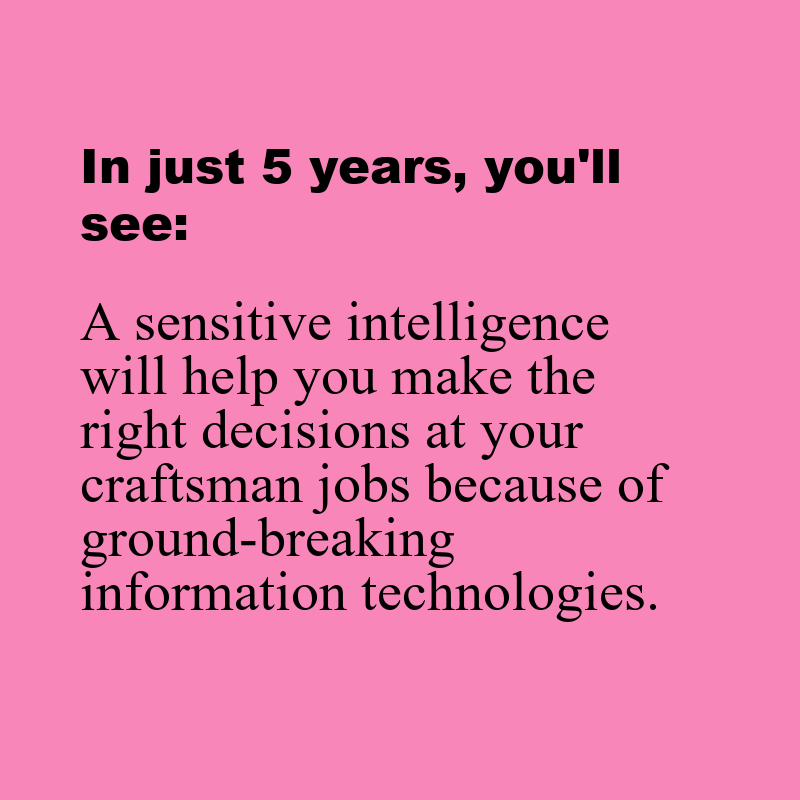 In just 5 years, you'll
see:
A sensitive intelligence
will help you make the
right decisions at your
craftsman jobs because of
ground-breaking
information technologies.